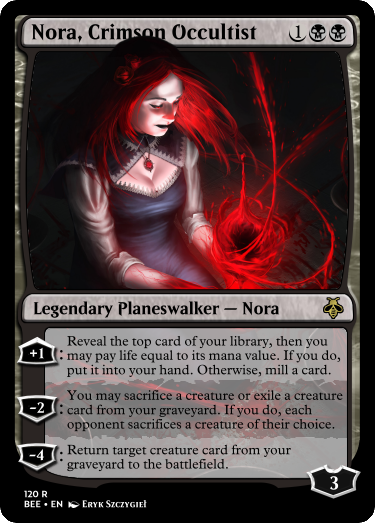 Nora, Crimson Occultist 1
Legendary Planeswalker — Nora
+1: Reveal the top card of your library, then you
may pay life equal to its mana value. If you do,
put it into your hand. Otherwise, mill a card.
-2: You may sacrifice a creature or exile a creature
card from your graveyard. If you do, each
opponent sacrifices a creature of their choice.
-4: Return target creature card from your
graveyard to the battlefield.
3
120 R
BEE • EN Eryk Szczygieł